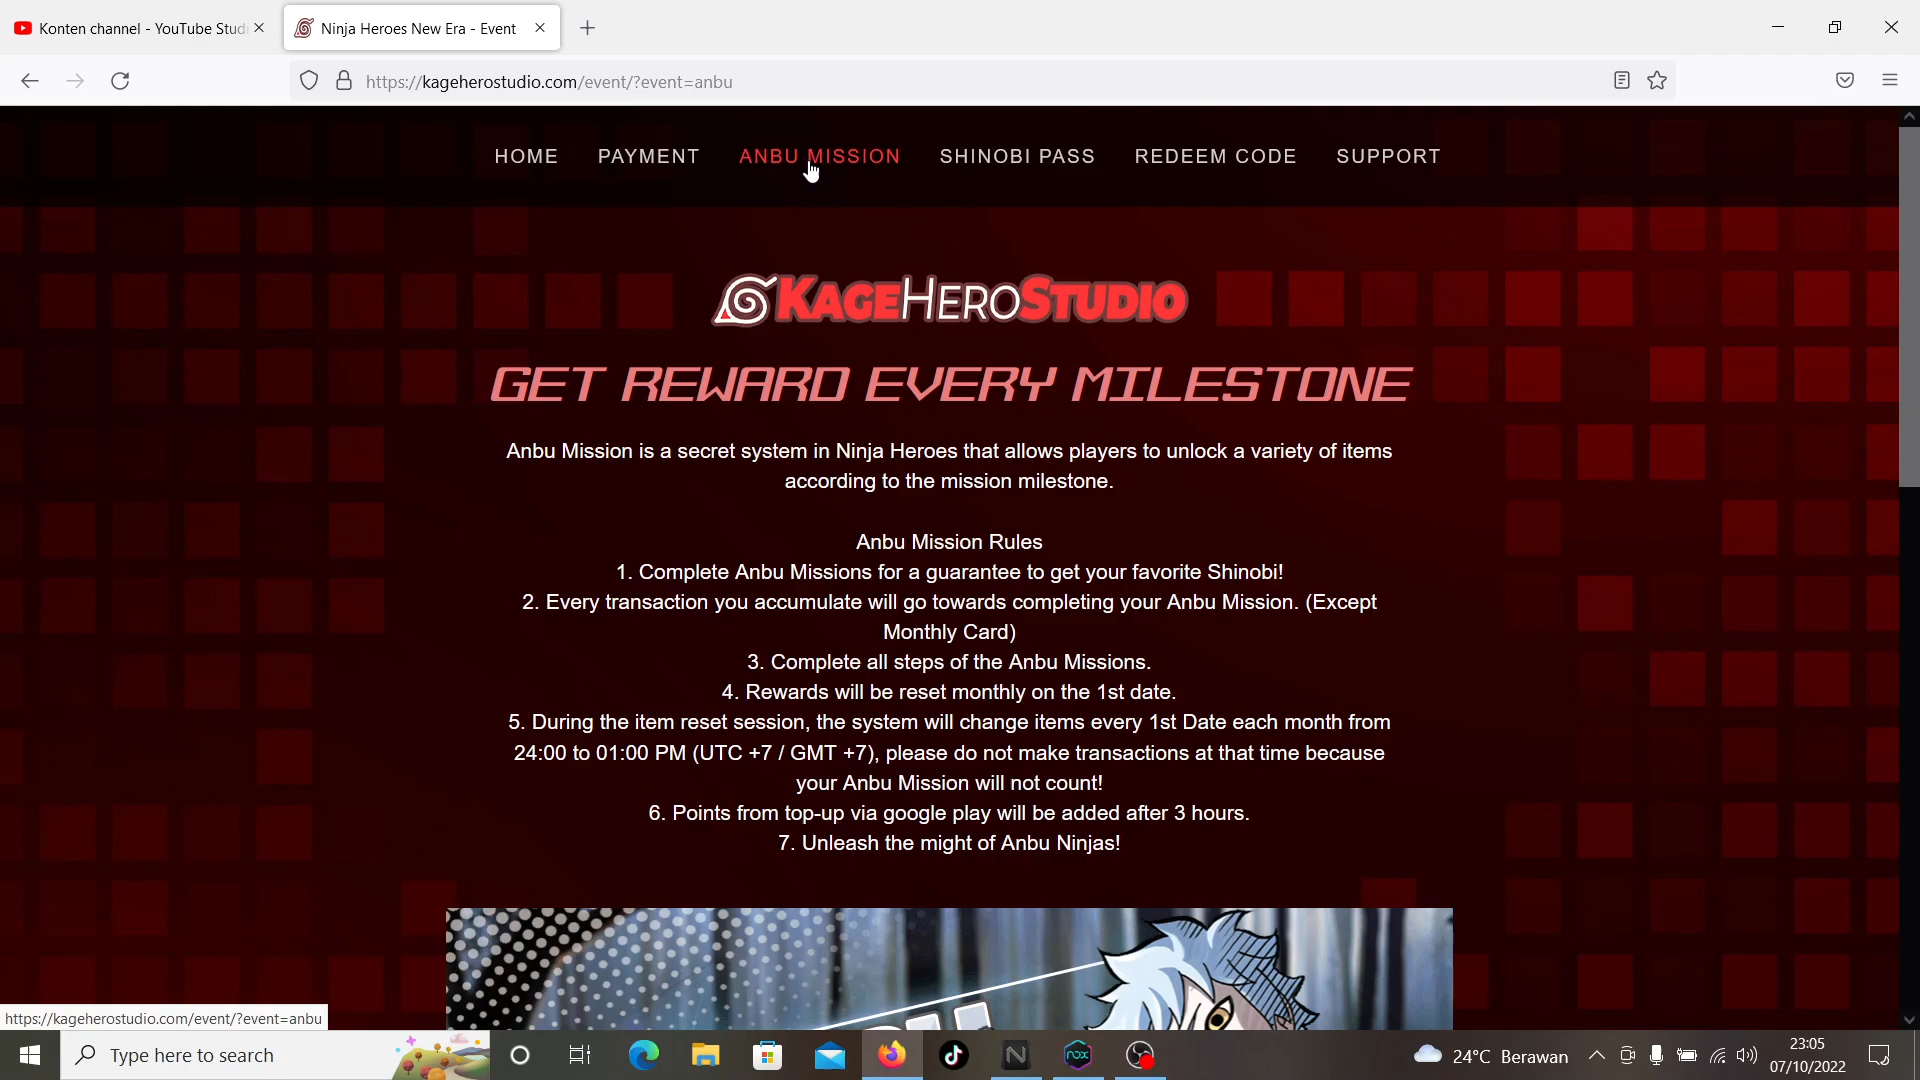 Konten channel - YouTube Studi
Ninja Heroes New Era - Event
https://kageherostudio.com/event/?event=anbu
HOME PAYMENT ANBU MISSION SHINOBI PASS REDEEM CODE SUPPORT
KAGEHEROSTUDIO
GET REWARD EVERY MILESTONE
Anbu Mission is a secret system in Ninja Heroes that allows players to unlock a variety of items
according to the mission milestone.
Anbu Mission Rules
1. Complete Anbu Missions for a guarantee to get your favorite Shinobi!
2. Every transaction you accumulate will go towards completing your Anbu Mission. (Except
Monthly Card)
3. Complete all steps of the Anbu Missions.
4. Rewards will be reset monthly on the 1st date.
5. During the item reset session, the system will change items every 1st Date each month from
24:00 to 01:00 PM (UTC +7 / GMT +7), please do not make transactions at that time because
your Anbu Mission will not count!
6. Points from top-up via google play will be added after 3 hours.
7. Unleash the might of Anbu Ninjas!
https://kageherostudio.com/event/?event=anbu
Type here to search
N
nox
24°C Berawan
23:05
07/10/2022